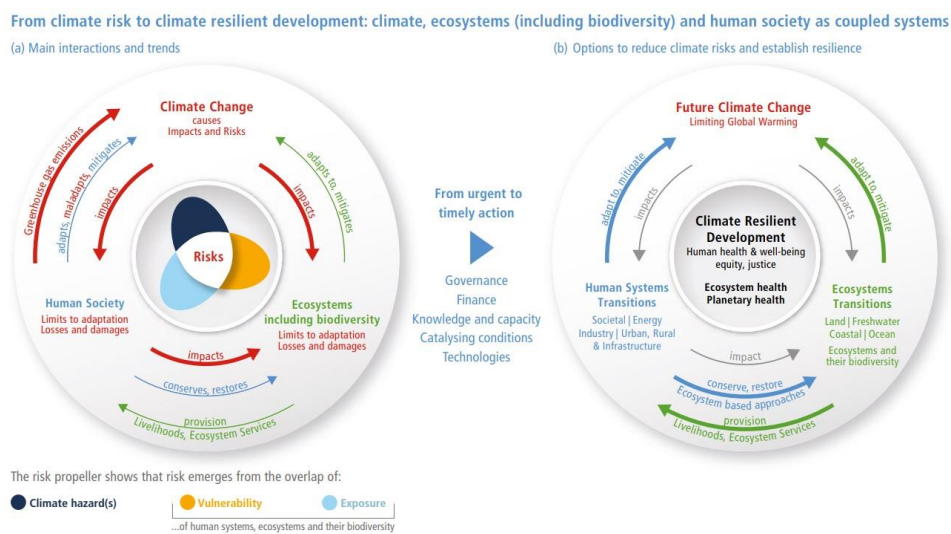 From climate risk to climate resilient development: climate, ecosystems (including biodiversity) and human society as coupled systems
(a) Main interactions and trends
Climate Change
causes
Impacts and Risks
Greenhouse gas emissions
adapts, maladapts, mitigates
impacts
impacts
adapts to, mitigates
Risks
Human Society
Limits to adaptation
Losses and damages
Ecosystems
including biodiversity
Limits to adaptation
Losses and damages
impacts
conserves, restores
provision
Livelihoods, Ecosystem Services
From urgent to
timely action
Governance
Finance
Knowledge and capacity
Catalysing conditions
Technologies
(b) Options to reduce climate risks and establish resilience
Future Climate Change
Limiting Global Warming
adapt to, mitigate
impacts
impacts
adapt to, mitigate
Climate Resilient
Development
Human health & well-being
equity, justice
Ecosystem health
Planetary health
Human Systems
Transitions
Societal | Energy
Industry | Urban, Rural
& Infrastructure
Ecosystems
Transitions
Land | Freshwater
Coastal | Ocean
Ecosystems and
their biodiversity
impact
conserve, restore
Ecosystem based approaches
provision
Livelihoods, Ecosystem Services
The risk propeller shows that risk emerges from the overlap of:
Climate hazard(s)
Vulnerability
Exposure
...of human systems, ecosystems and their biodiversity